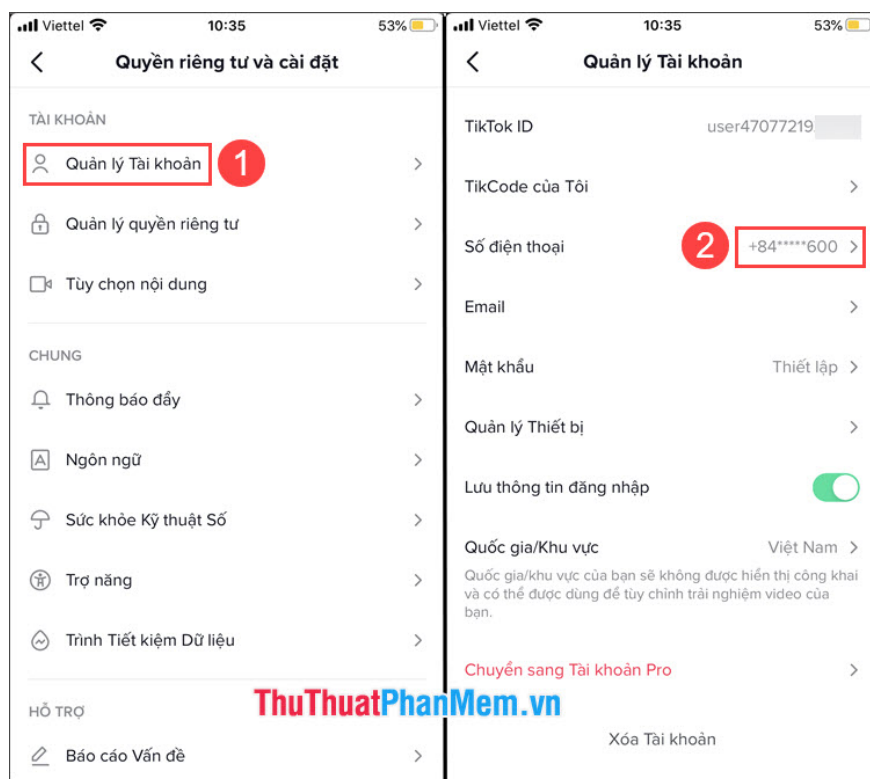 Viettel 10:35 53%
Quyền riêng tư và cài đặt
TÀI KHOẢN
Quản lý Tài khoản
1
Quản lý quyền riêng tư
Tùy chọn nội dung
CHUNG
Thông báo đẩy
Ngôn ngữ
Sức khỏe Kỹ thuật Số
Trợ năng
Trình Tiết kiệm Dữ liệu
HỖ TRỢ
Báo cáo Vấn đề
Viettel 10:35 53%
Quản lý Tài khoản
TikTok ID user47077219
TikCode của Tôi
Số điện thoại 2 +84*****600
Email
Mật khẩu Thiết lập
Quản lý Thiết bị
Lưu thông tin đăng nhập
Quốc gia/Khu vực Việt Nam
Quốc gia/khu vực của bạn sẽ không được hiển thị công khai
và có thể được dùng để tùy chỉnh trải nghiệm video của
bạn.
Chuyển sang Tài khoản Pro
ThuThuatPhanMem.vn
Xóa Tài khoản